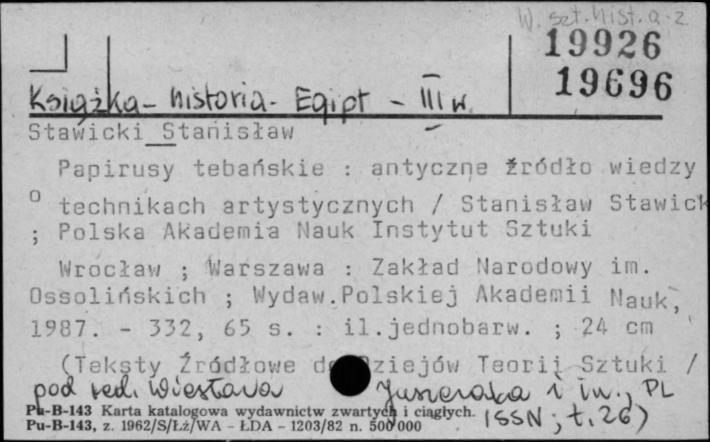 W. szt. hist. a-z.
19926
19696
Książka - historia - Egipt - III w.
Stawicki Stanisław
Papirusy tebańskie : antyczne źródło wiedzy
o technikach artystycznych / Stanisław Stawick
; Polska Akademia Nauk Instytut Sztuki
Wrocław ; Warszawa : Zakład Narodowy im.
Ossolińskich ; Wydaw.Polskiej Akademii Nauk,
1987. - 332, 65 s. : il.jednobarw. ; 24 cm
(Teksty Źródłowe do Dziejów Teorii Sztuki /
pod red. Wiesława Juszczaka i in., PL
ISSN ; t. 26)
Pu-B-143 Karta katalogowa wydawnictw zwartych i ciągłych.
Pu-B-143, z. 1962/S/Łż/WA - ŁDA - 1203/82 n. 500 000